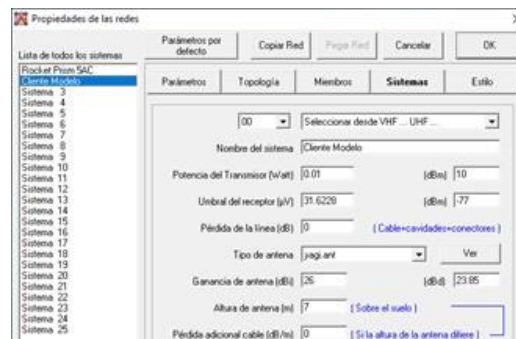 Propiedades de las redes
Parámetros por defecto
Copiar Red
Pegar Red
Cancelar
OK
Lista de todos los sistemas
Rocket Prism 5AC
Cliente Modelo
Sistema 3
Sistema 4
Sistema 5
Sistema 6
Sistema 7
Sistema 8
Sistema 9
Sistema 10
Sistema 11
Sistema 12
Sistema 13
Sistema 14
Sistema 15
Sistema 16
Sistema 17
Sistema 18
Sistema 19
Sistema 20
Sistema 21
Sistema 22
Sistema 23
Sistema 24
Sistema 25
Parámetros
Topología
Miembros
Sistemas
Estilo
00
Seleccionar desde VHF ... UHF ...
Nombre del sistema Cliente Modelo
Potencia del Transmisor (Watt) 0.01 (dBm) 10
Umbral del receptor (µV) 31.6228 (dBm) -77
Pérdida de la línea (dB) 0 ( Cable+cavidades+conectores )
Tipo de antena yagi.ant Ver
Ganancia de antena (dBi) 26 (dBd) 23.85
Altura de antena (m) 7 ( Sobre el suelo )
Pérdida adicional cable (dB/m) 0 ( Si la altura de la antena difiere )